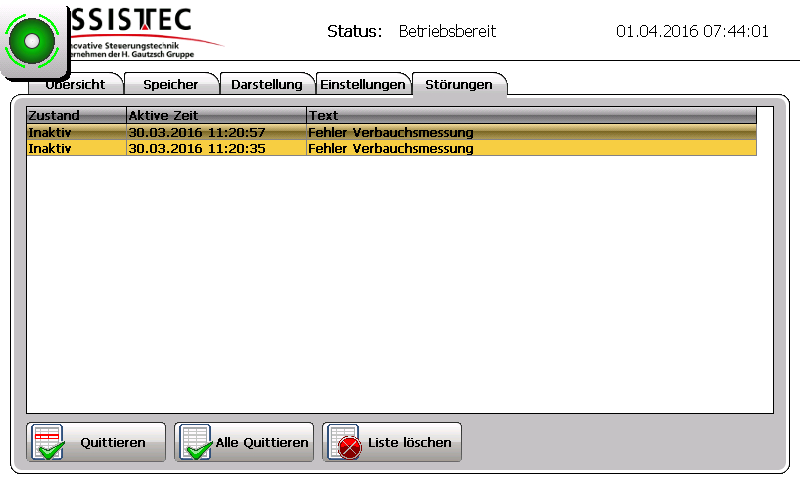 SSISTTEC
ovative Steuerungstechnik
ernehmen der H. Gautzsch Gruppe
Status: Betriebsbereit
01.04.2016 07:44:01
Übersicht Speicher Darstellung Einstellungen Störungen
Zustand Aktive Zeit Text
Inaktiv 30.03.2016 11:20:57 Fehler Verbauchsmessung
Inaktiv 30.03.2016 11:20:35 Fehler Verbauchsmessung
Quittieren Alle Quittieren Liste löschen